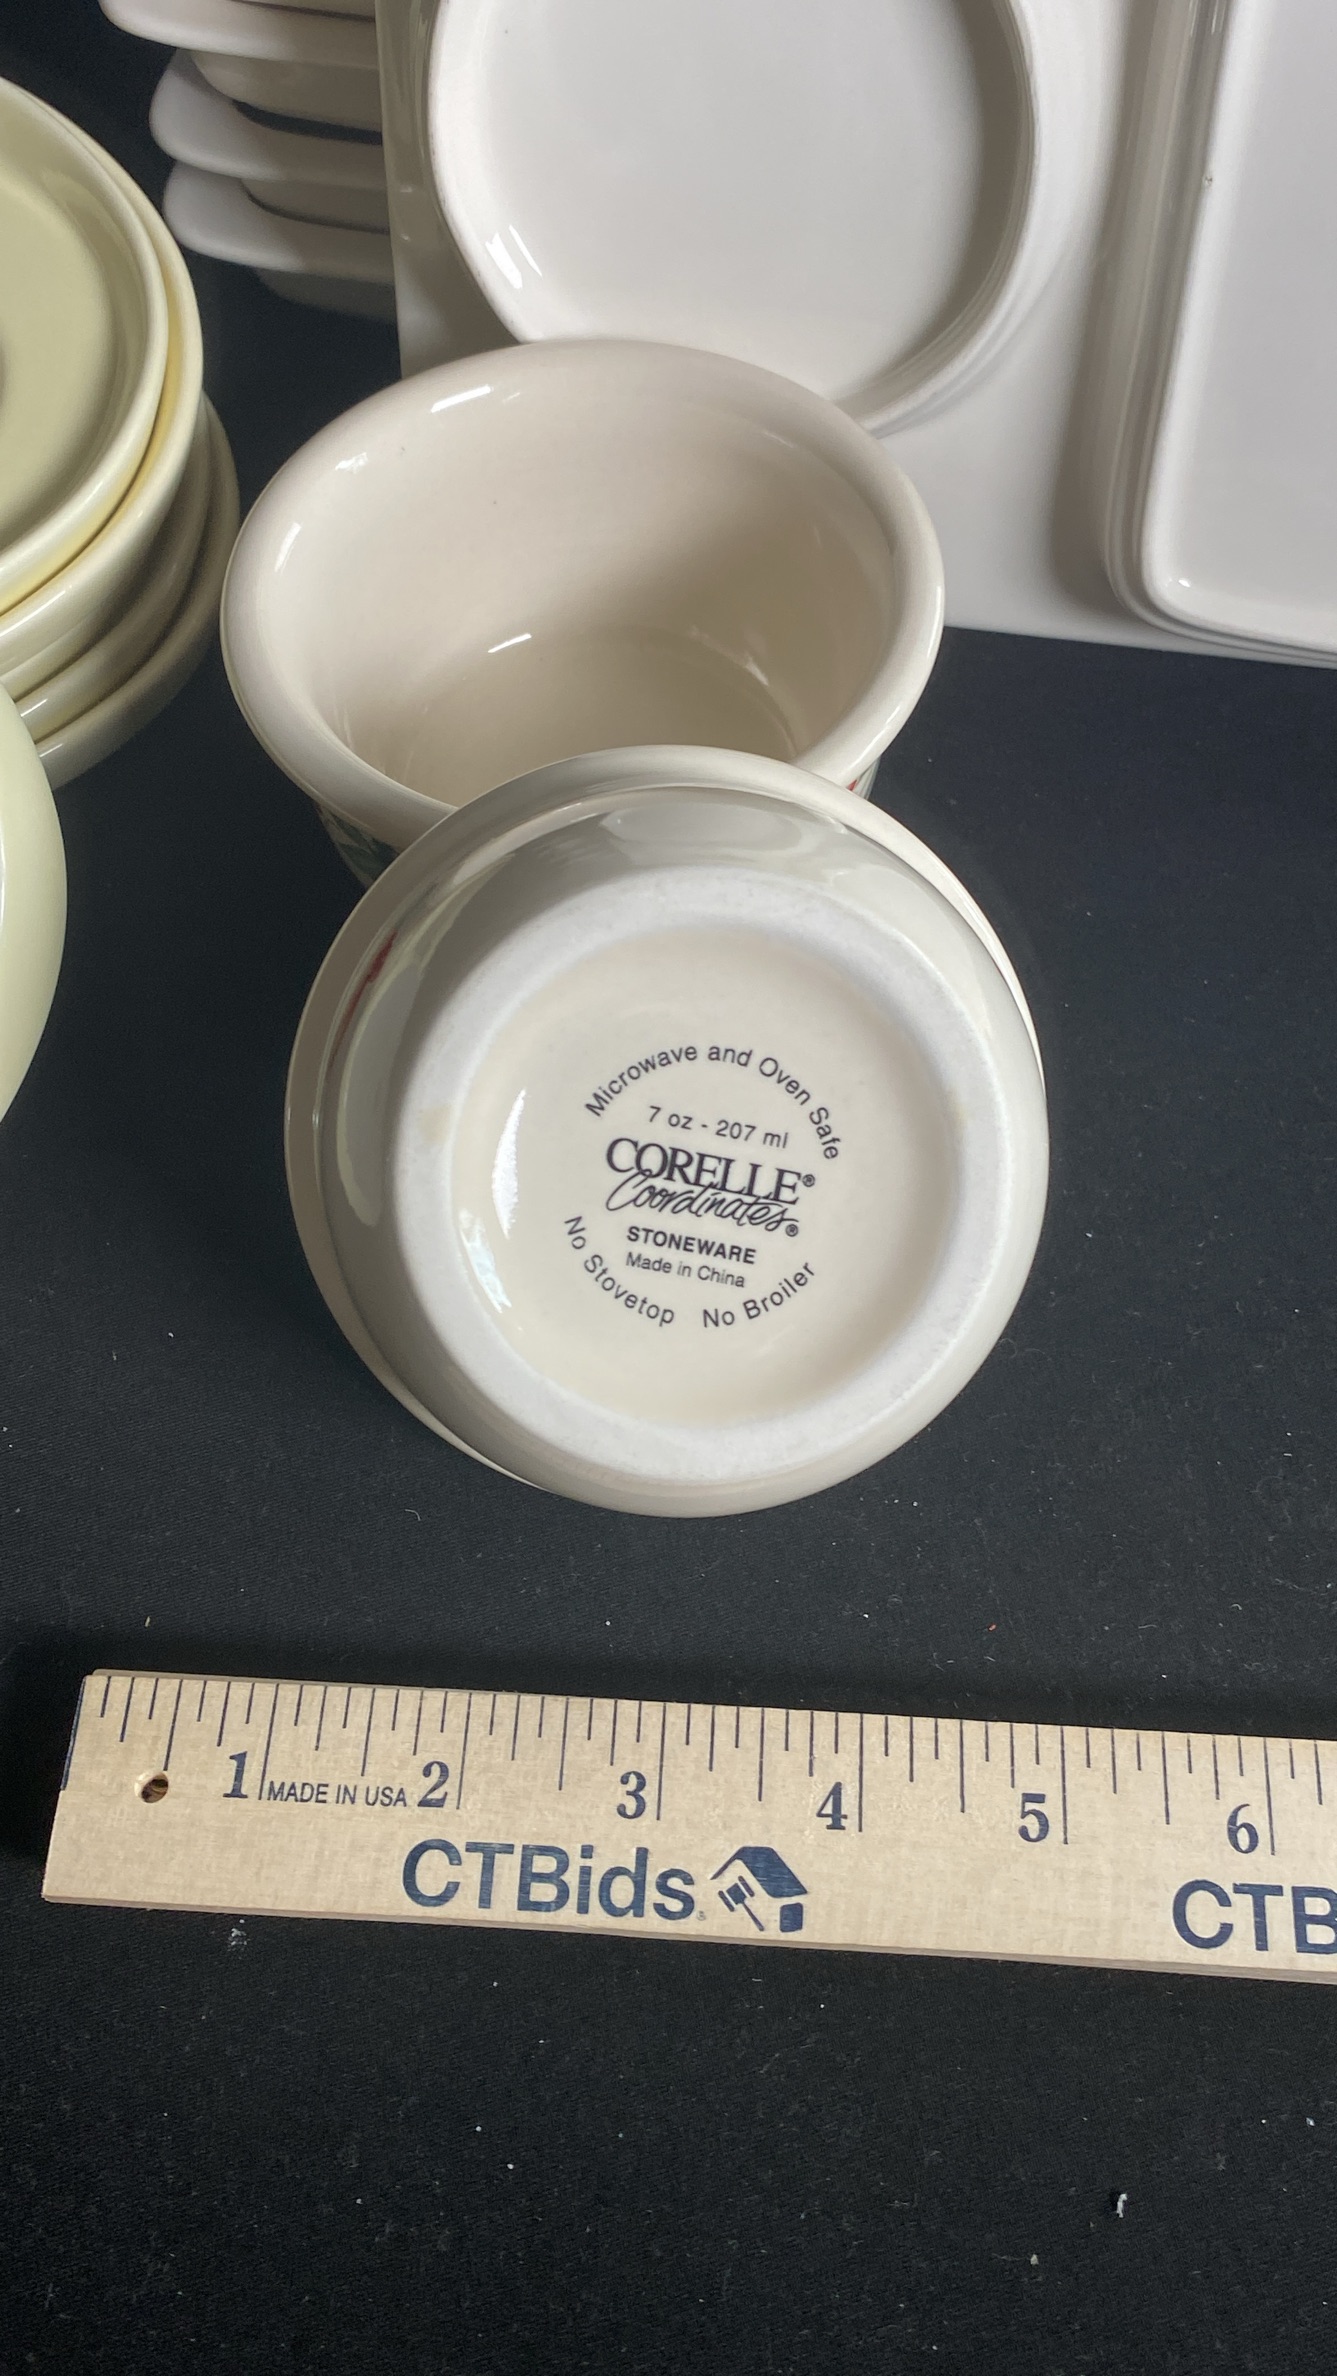 Microwave and Oven Safe
7 oz - 207 ml
CORELLE®
Coordinates®
STONEWARE
Made in China
No Stovetop No Broiler
1 MADE IN USA 2 3 4 5 6
CTBids CTB